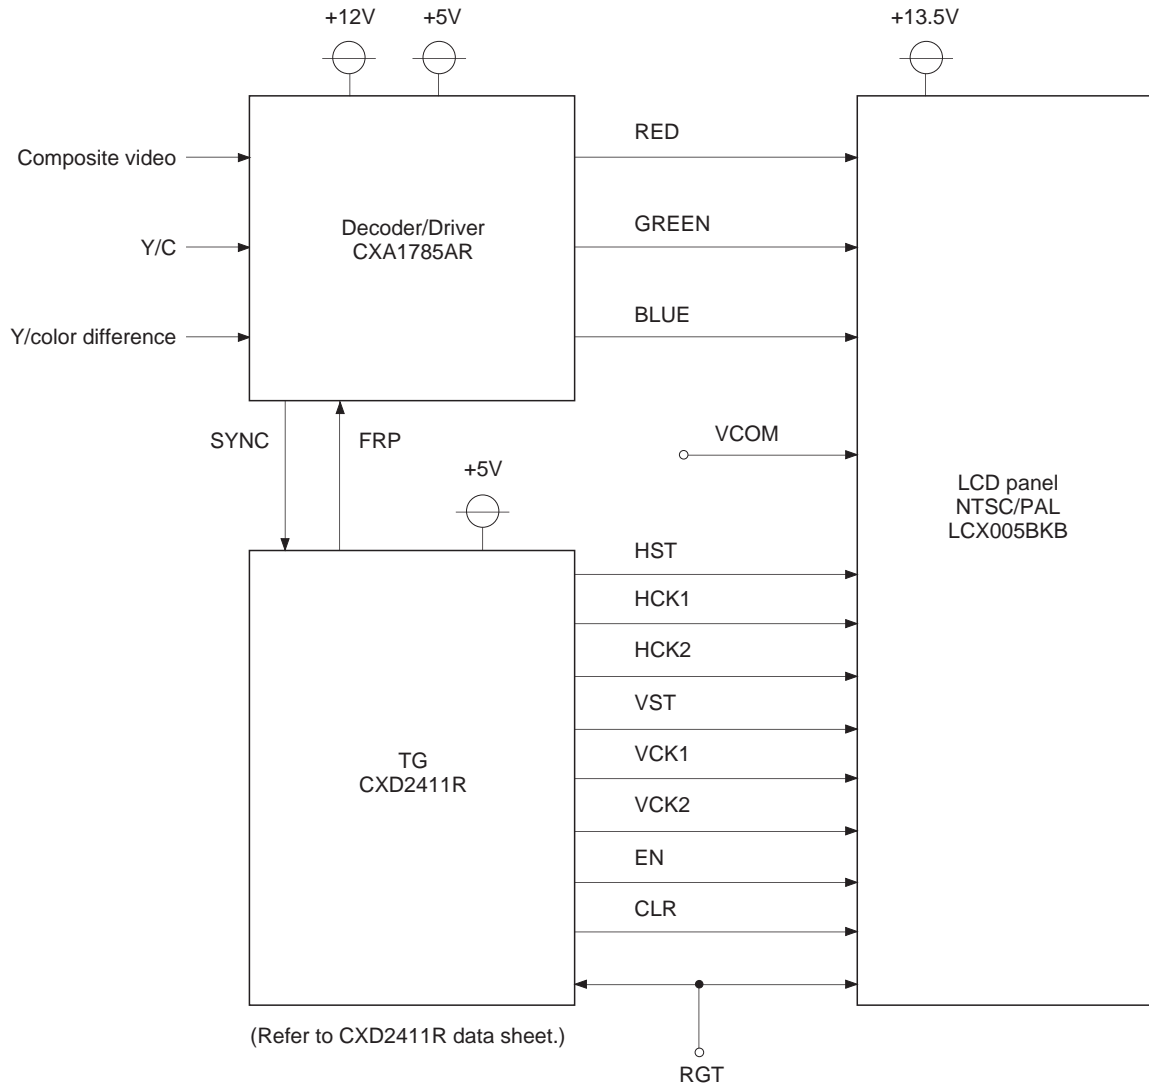 +12V
+5V
+13.5V
RED
Composite video
Decoder/Driver
CXA1785AR
GREEN
Y/C
BLUE
Y/color difference
SYNC
FRP
VCOM
+5V
LCD panel
NTSC/PAL
LCX005BKB
HST
HCK1
HCK2
VST
TG
CXD2411R
VCK1
VCK2
EN
CLR
(Refer to CXD2411R data sheet.)
RGT